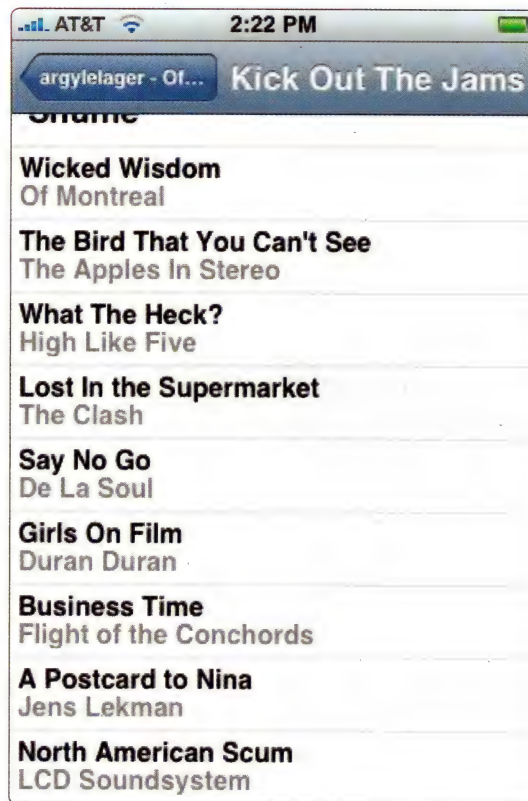 AT&T 2:22 PM
argylelager - Of... Kick Out The Jams
Shuffle
Wicked Wisdom
Of Montreal
The Bird That You Can't See
The Apples In Stereo
What The Heck?
High Like Five
Lost In the Supermarket
The Clash
Say No Go
De La Soul
Girls On Film
Duran Duran
Business Time
Flight of the Conchords
A Postcard to Nina
Jens Lekman
North American Scum
LCD Soundsystem